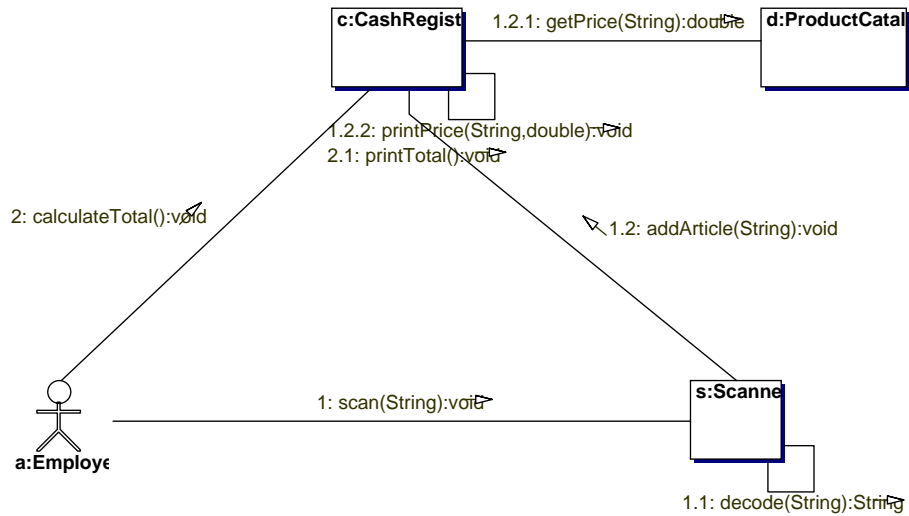 c:CashRegist
1.2.1: getPrice(String):double
d:ProductCatal
1.2.2: printPrice(String,double):void
2.1: printTotal():void
2: calculateTotal():void
1.2: addArticle(String):void
1: scan(String):void
s:Scanne
a:Employe
1.1: decode(String):String